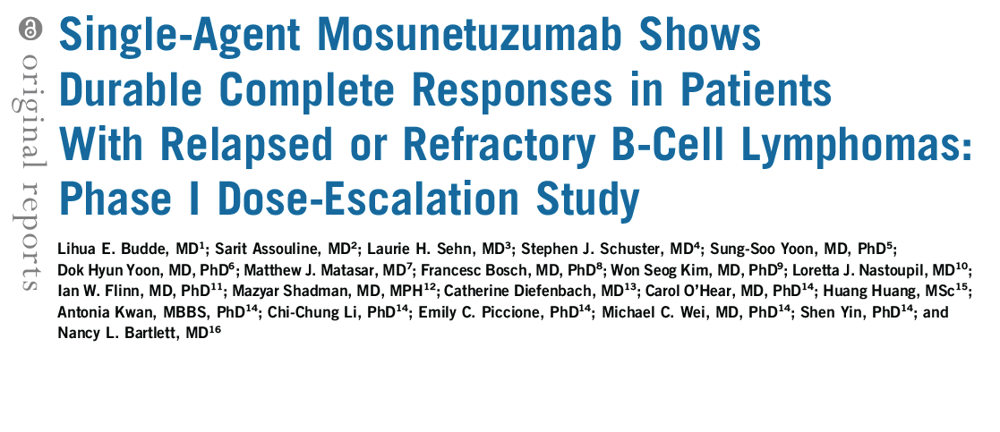 original reports
Single-Agent Mosunetuzumab Shows
Durable Complete Responses in Patients
With Relapsed or Refractory B-Cell Lymphomas:
Phase I Dose-Escalation Study
Lihua E. Budde, MD¹; Sarit Assouline, MD²; Laurie H. Sehn, MD³; Stephen J. Schuster, MD⁴; Sung-Soo Yoon, MD, PhD⁵;
Dok Hyun Yoon, MD, PhD⁶; Matthew J. Matasar, MD⁷; Francesc Bosch, MD, PhD⁸; Won Seog Kim, MD, PhD⁹; Loretta J. Nastoupil, MD¹⁰;
Ian W. Flinn, MD, PhD¹¹; Mazyar Shadman, MD, MPH¹²; Catherine Diefenbach, MD¹³; Carol O’Hear, MD, PhD¹⁴; Huang Huang, MSc¹⁵;
Antonia Kwan, MBBS, PhD¹⁴; Chi-Chung Li, PhD¹⁴; Emily C. Piccione, PhD¹⁴; Michael C. Wei, MD, PhD¹⁴; Shen Yin, PhD¹⁴; and
Nancy L. Bartlett, MD¹⁶